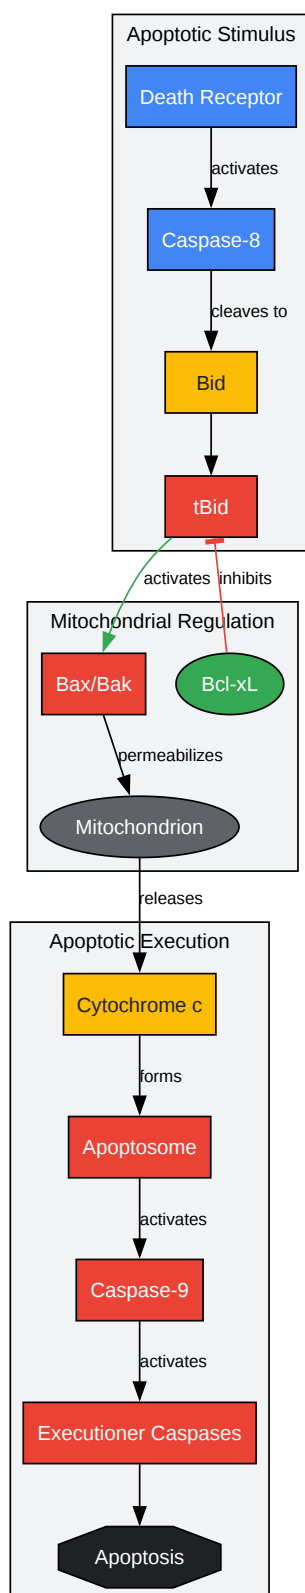 Apoptotic Stimulus
Death Receptor
activates
Caspase-8
cleaves to
Bid
tBid
activates
inhibits
Mitochondrial Regulation
Bax/Bak
Bcl-xL
permeabilizes
Mitochondrion
releases
Apoptotic Execution
Cytochrome c
forms
Apoptosome
activates
Caspase-9
activates
Executioner Caspases
Apoptosis